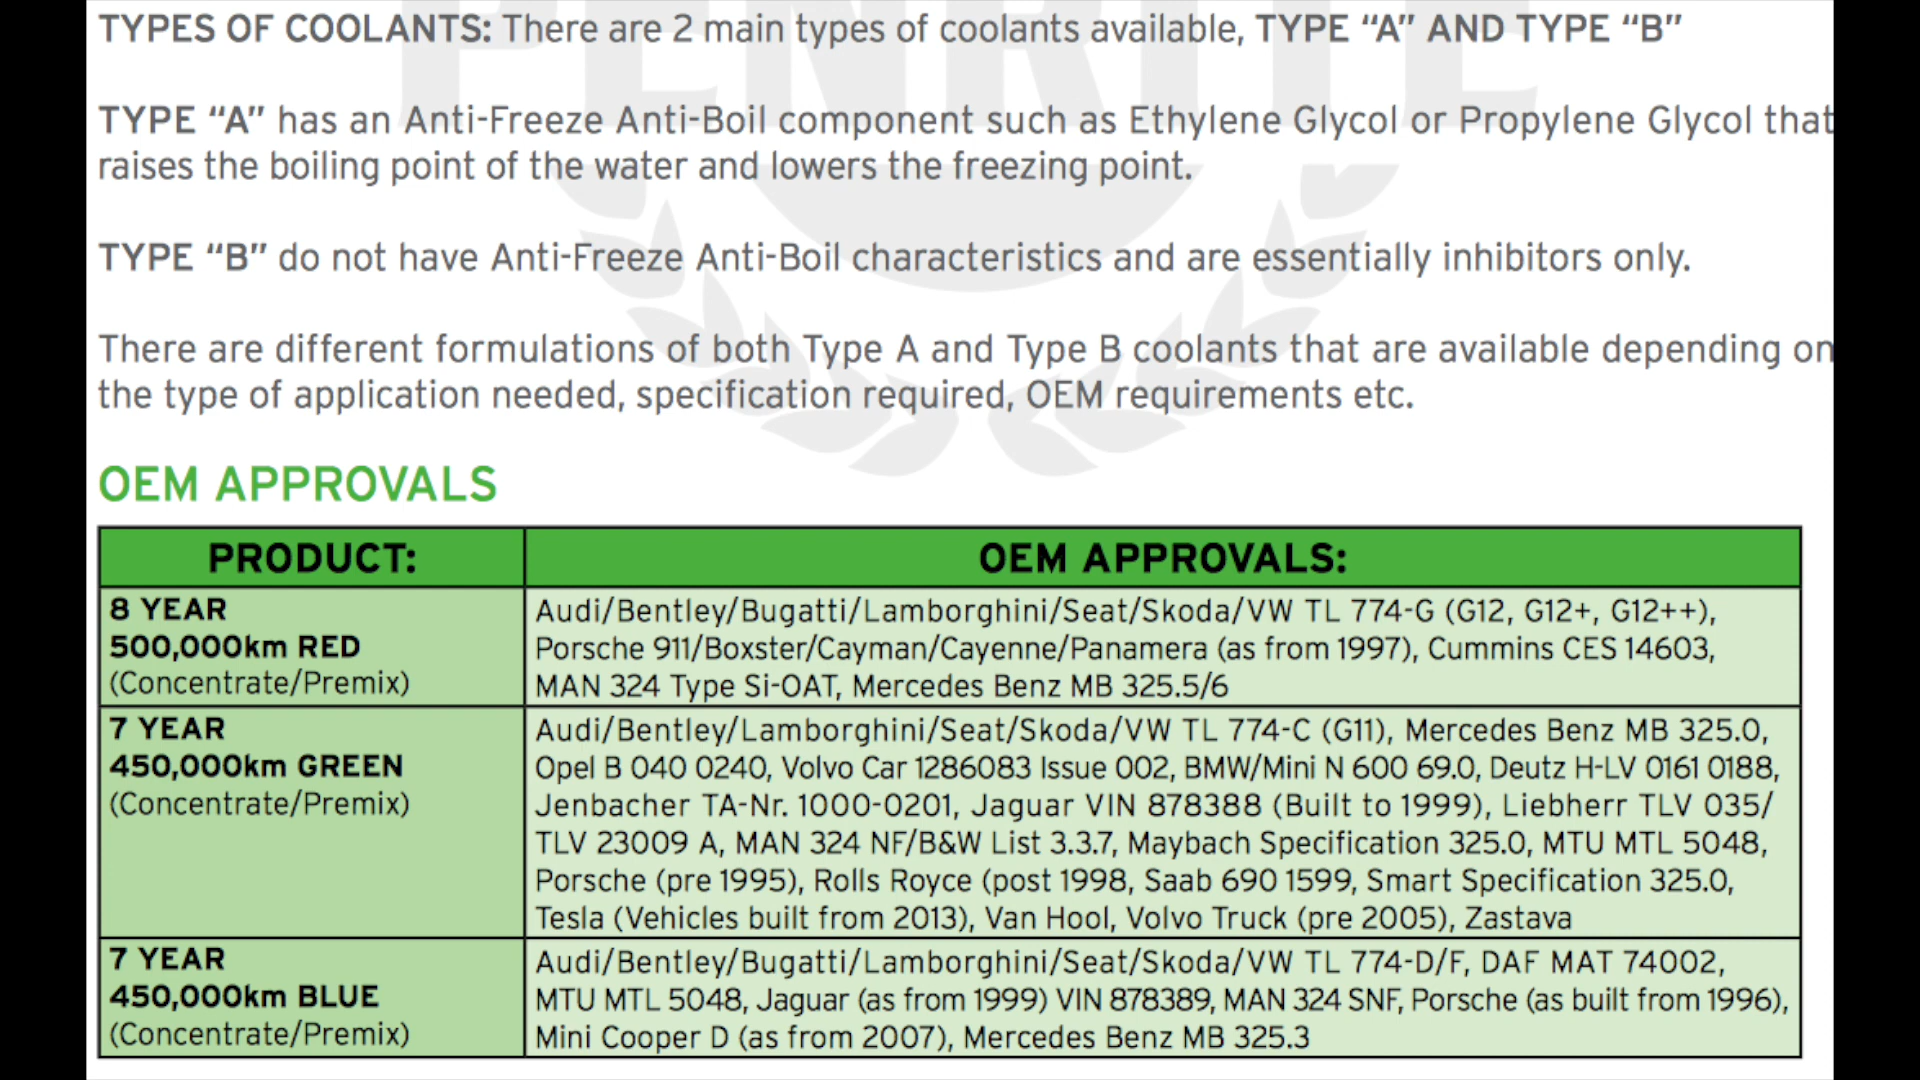 PENRITE
TYPES OF COOLANTS: There are 2 main types of coolants available, TYPE “A” AND TYPE “B”
TYPE “A” has an Anti-Freeze Anti-Boil component such as Ethylene Glycol or Propylene Glycol that
raises the boiling point of the water and lowers the freezing point.
TYPE “B” do not have Anti-Freeze Anti-Boil characteristics and are essentially inhibitors only.
There are different formulations of both Type A and Type B coolants that are available depending on
the type of application needed, specification required, OEM requirements etc.
OEM APPROVALS
PRODUCT:
OEM APPROVALS:
8 YEAR
500,000km RED
(Concentrate/Premix)
Audi/Bentley/Bugatti/Lamborghini/Seat/Skoda/VW TL 774-G (G12, G12+, G12++),
Porsche 911/Boxster/Cayman/Cayenne/Panamera (as from 1997), Cummins CES 14603,
MAN 324 Type Si-OAT, Mercedes Benz MB 325.5/6
7 YEAR
450,000km GREEN
(Concentrate/Premix)
Audi/Bentley/Lamborghini/Seat/Skoda/VW TL 774-C (G11), Mercedes Benz MB 325.0,
Opel B 040 0240, Volvo Car 1286083 Issue 002, BMW/Mini N 600 69.0, Deutz H-LV 0161 0188,
Jenbacher TA-Nr. 1000-0201, Jaguar VIN 878388 (Built to 1999), Liebherr TLV 035/
TLV 23009 A, MAN 324 NF/B&W List 3.3.7, Maybach Specification 325.0, MTU MTL 5048,
Porsche (pre 1995), Rolls Royce (post 1998, Saab 690 1599, Smart Specification 325.0,
Tesla (Vehicles built from 2013), Van Hool, Volvo Truck (pre 2005), Zastava
7 YEAR
450,000km BLUE
(Concentrate/Premix)
Audi/Bentley/Bugatti/Lamborghini/Seat/Skoda/VW TL 774-D/F, DAF MAT 74002,
MTU MTL 5048, Jaguar (as from 1999) VIN 878389, MAN 324 SNF, Porsche (as built from 1996),
Mini Cooper D (as from 2007), Mercedes Benz MB 325.3